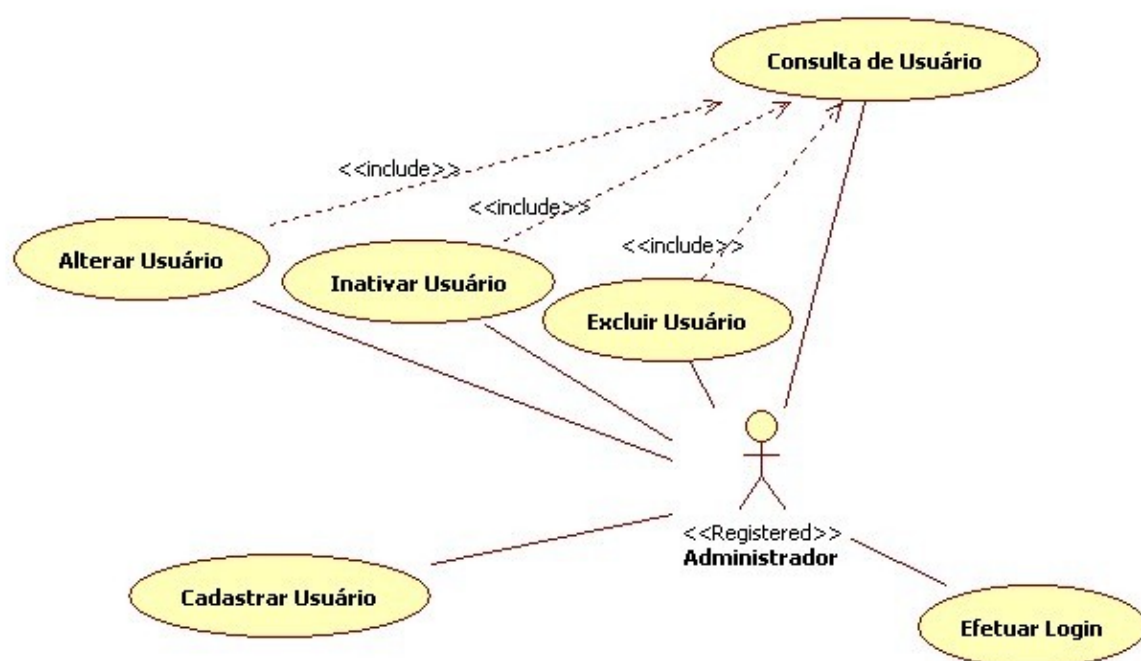 Consulta de Usuário
<<include>>
<<include>>
<<include>>
Alterar Usuário
Inativar Usuário
Excluir Usuário
<<Registered>>
Administrador
Cadastrar Usuário
Efetuar Login